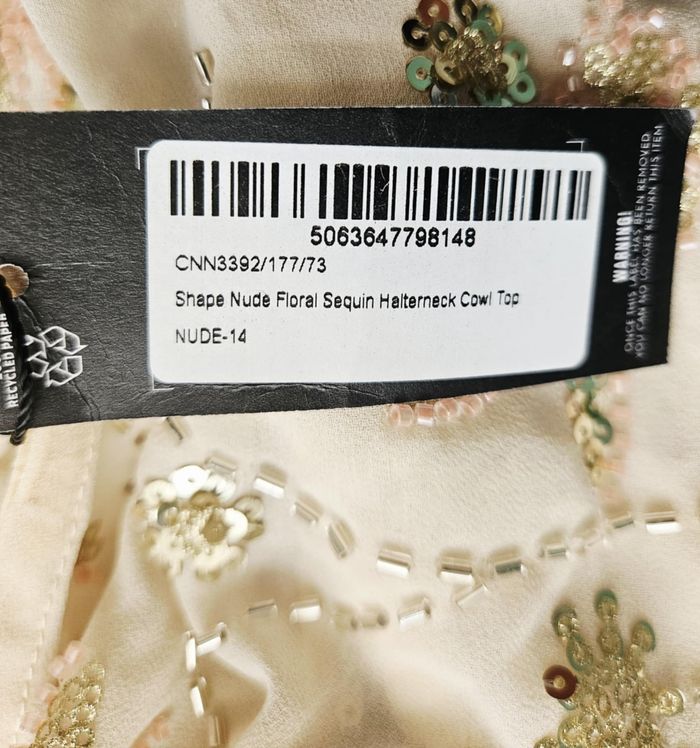 5063647798148
CNN3392/177/73
Shape Nude Floral Sequin Halterneck Cowl Top
NUDE-14
WARNING!
ONCE THIS LABEL HAS BEEN REMOVED
YOU CAN NO LONGER RETURN THIS ITEM
RECYCLED PAPER